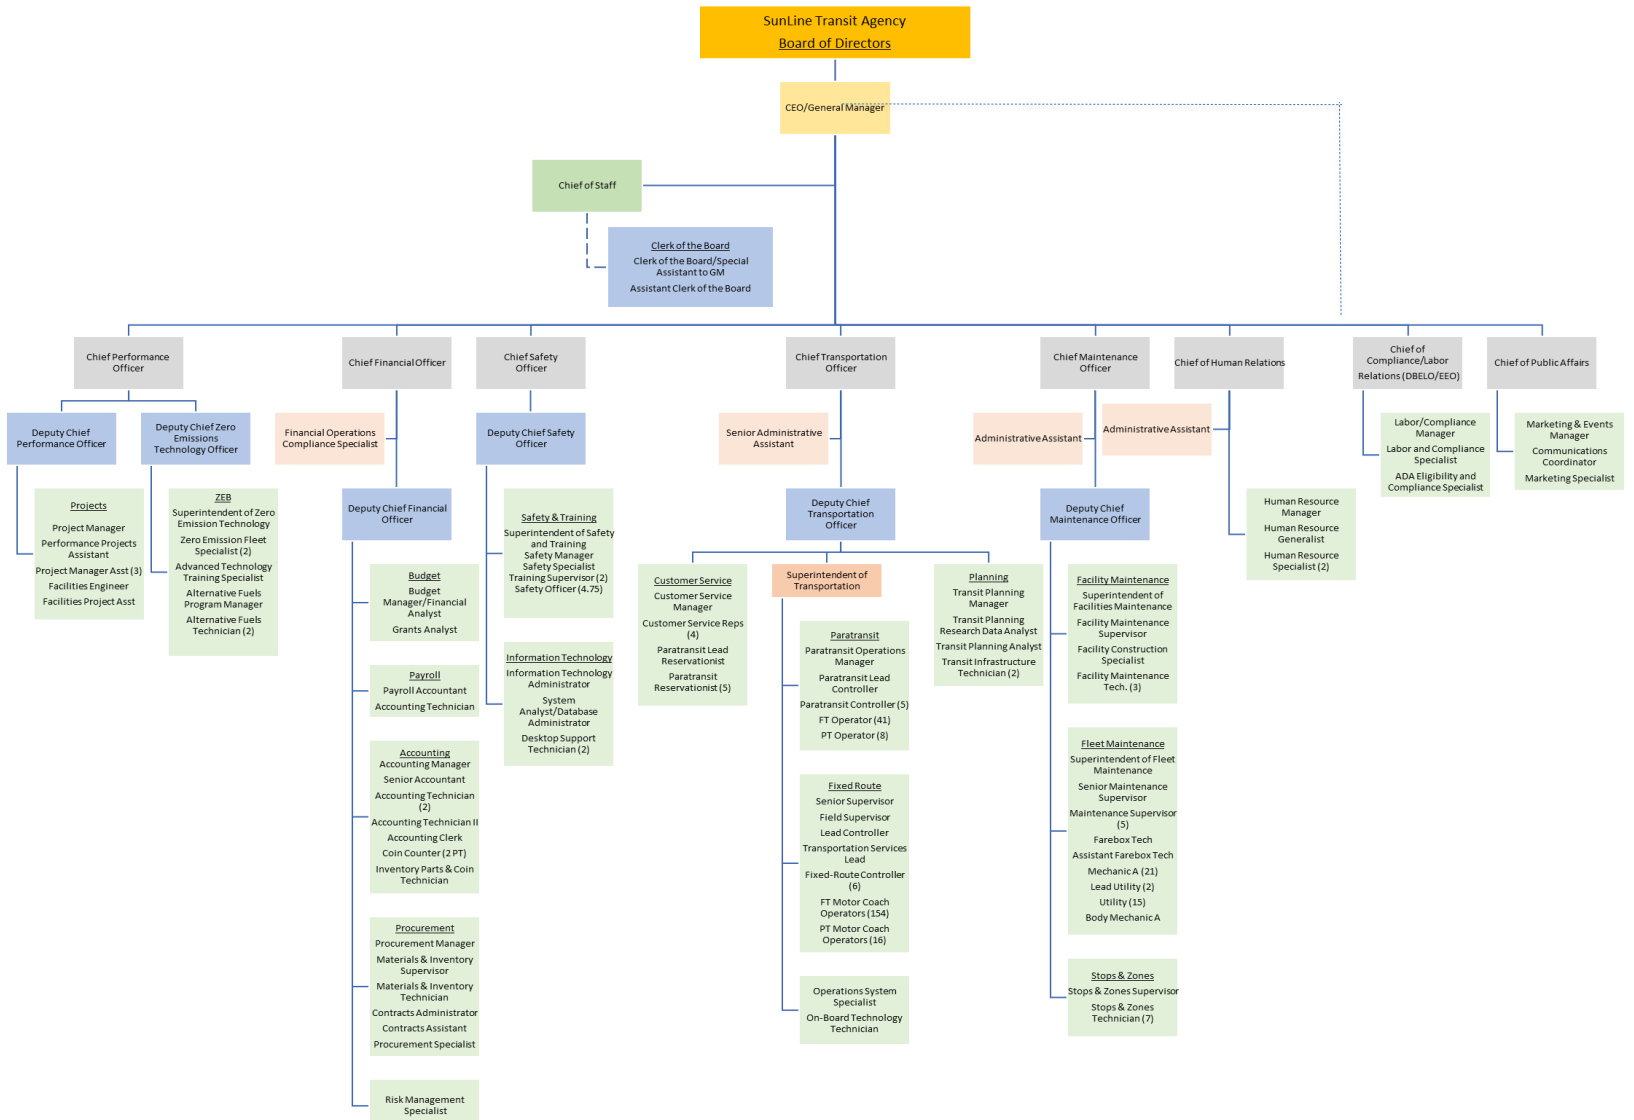 SunLine Transit Agency
Board of Directors
CEO/General Manager
Chief of Staff
Clerk of the Board
Clerk of the Board/Special
Assistant to GM
Assistant Clerk of the Board
Chief Performance
Officer
Chief Financial Officer
Chief Safety
Officer
Chief Transportation
Officer
Chief Maintenance
Officer
Chief of Human Relations
Chief of
Compliance/Labor
Relations (DBELO/EEO)
Chief of Public Affairs
Deputy Chief
Performance Officer
Deputy Chief Zero
Emissions
Technology Officer
Financial Operations
Compliance Specialist
Deputy Chief Safety
Officer
Senior Administrative
Assistant
Administrative Assistant
Administrative Assistant
Labor/Compliance
Manager
Labor and Compliance
Specialist
ADA Eligibility and
Compliance Specialist
Marketing & Events
Manager
Communications
Coordinator
Marketing Specialist
Projects
Project Manager
Performance Projects
Assistant
Project Manager Asst (3)
Facilities Engineer
Facilities Project Asst
ZEB
Superintendent of Zero
Emission Technology
Zero Emission Fleet
Specialist (2)
Advanced Technology
Training Specialist
Alternative Fuels
Program Manager
Alternative Fuels
Technician (2)
Deputy Chief Financial
Officer
Safety & Training
Superintendent of Safety
and Training
Safety Manager
Safety Specialist
Training Supervisor (2)
Safety Officer (4.75)
Deputy Chief
Transportation
Officer
Deputy Chief
Maintenance Officer
Human Resource
Manager
Human Resource
Generalist
Human Resource
Specialist (2)
Budget
Budget
Manager/Financial
Analyst
Grants Analyst
Payroll
Payroll Accountant
Accounting Technician
Accounting
Accounting Manager
Senior Accountant
Accounting Technician
(2)
Accounting Technician II
Accounting Clerk
Coin Counter (2 PT)
Inventory Parts & Coin
Technician
Procurement
Procurement Manager
Materials & Inventory
Supervisor
Materials & Inventory
Technician
Contracts Administrator
Contracts Assistant
Procurement Specialist
Risk Management
Specialist
Information Technology
Information Technology
Administrator
System
Analyst/Database
Administrator
Desktop Support
Technician (2)
Customer Service
Customer Service
Manager
Customer Service Reps
(4)
Paratransit Lead
Reservationist
Paratransit
Reservationist (5)
Superintendent of
Transportation
Paratransit
Paratransit Operations
Manager
Paratransit Lead
Controller
Paratransit Controller (5)
FT Operator (41)
PT Operator (8)
Fixed Route
Senior Supervisor
Field Supervisor
Lead Controller
Transportation Services
Lead
Fixed-Route Controller
(6)
FT Motor Coach
Operators (154)
PT Motor Coach
Operators (16)
Operations System
Specialist
On-Board Technology
Technician
Planning
Transit Planning
Manager
Transit Planning
Research Data Analyst
Transit Planning Analyst
Transit Infrastructure
Technician (2)
Facility Maintenance
Superintendent of
Facilities Maintenance
Facility Maintenance
Supervisor
Facility Construction
Specialist
Facility Maintenance
Tech. (3)
Fleet Maintenance
Superintendent of Fleet
Maintenance
Senior Maintenance
Supervisor
Maintenance Supervisor
(5)
Farebox Tech
Assistant Farebox Tech
Mechanic A (21)
Lead Utility (2)
Utility (15)
Body Mechanic A
Stops & Zones
Stops & Zones Supervisor
Stops & Zones
Technician (7)